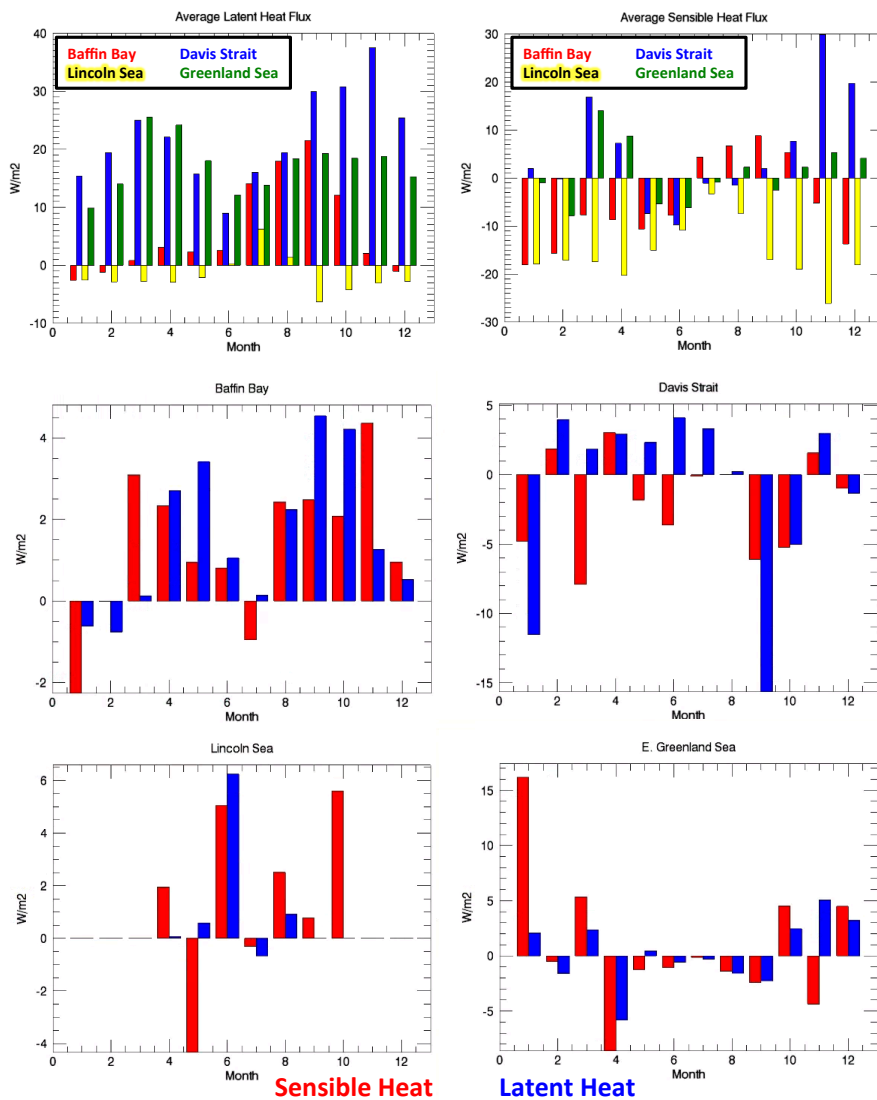 Average Latent Heat Flux
Baffin Bay Davis Strait
Lincoln Sea Greenland Sea
40
30
20
10
0
-10
W/m2
0 2 4 6 8 10 12
Month
Average Sensible Heat Flux
Baffin Bay Davis Strait
Lincoln Sea Greenland Sea
30
20
10
0
-10
-20
-30
W/m2
0 2 4 6 8 10 12
Month
Baffin Bay
4
2
0
-2
W/m2
0 2 4 6 8 10 12
Month
Davis Strait
5
0
-5
-10
-15
W/m2
0 2 4 6 8 10 12
Month
Lincoln Sea
6
4
2
0
-2
-4
W/m2
0 2 4 6 8 10 12
Month
E. Greenland Sea
15
10
5
0
-5
W/m2
0 2 4 6 8 10 12
Month
Sensible Heat Latent Heat